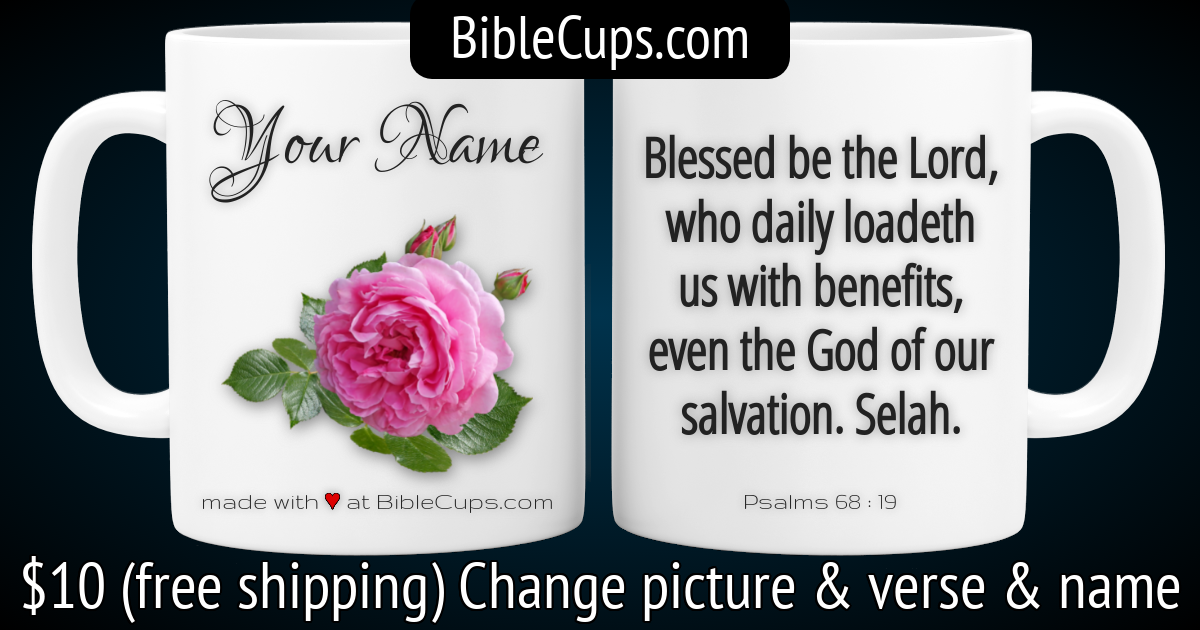 BibleCups.com
Your Name
made with ♥ at BibleCups.com
Blessed be the Lord,
who daily loadeth
us with benefits,
even the God of our
salvation. Selah.
Psalms 68 : 19
$10 (free shipping) Change picture & verse & name